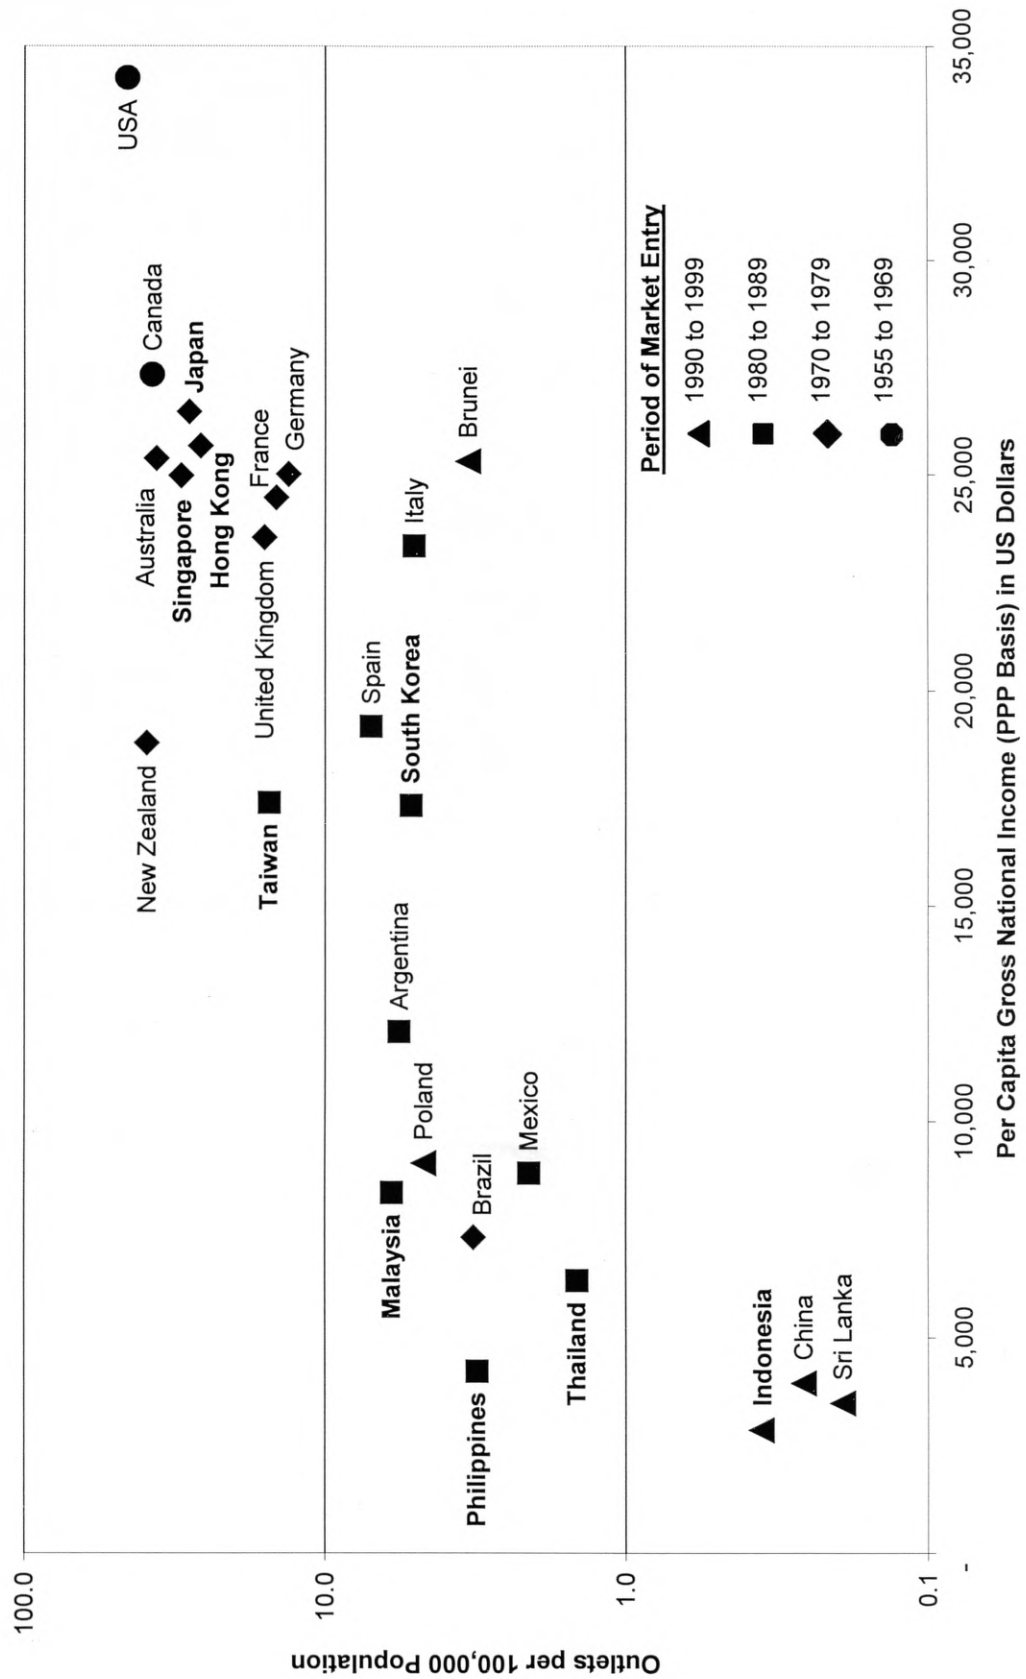 100.0
10.0
1.0
0.1
Outlets per 100,000 Population
-
5,000
10,000
15,000
20,000
25,000
30,000
35,000
Per Capita Gross National Income (PPP Basis) in US Dollars
USA
Canada
Japan
Australia
Singapore
Hong Kong
France
Germany
United Kingdom
New Zealand
Taiwan
Brunei
Italy
Spain
South Korea
Argentina
Poland
Malaysia
Brazil
Mexico
Philippines
Thailand
Indonesia
China
Sri Lanka
Period of Market Entry
1990 to 1999
1980 to 1989
1970 to 1979
1955 to 1969